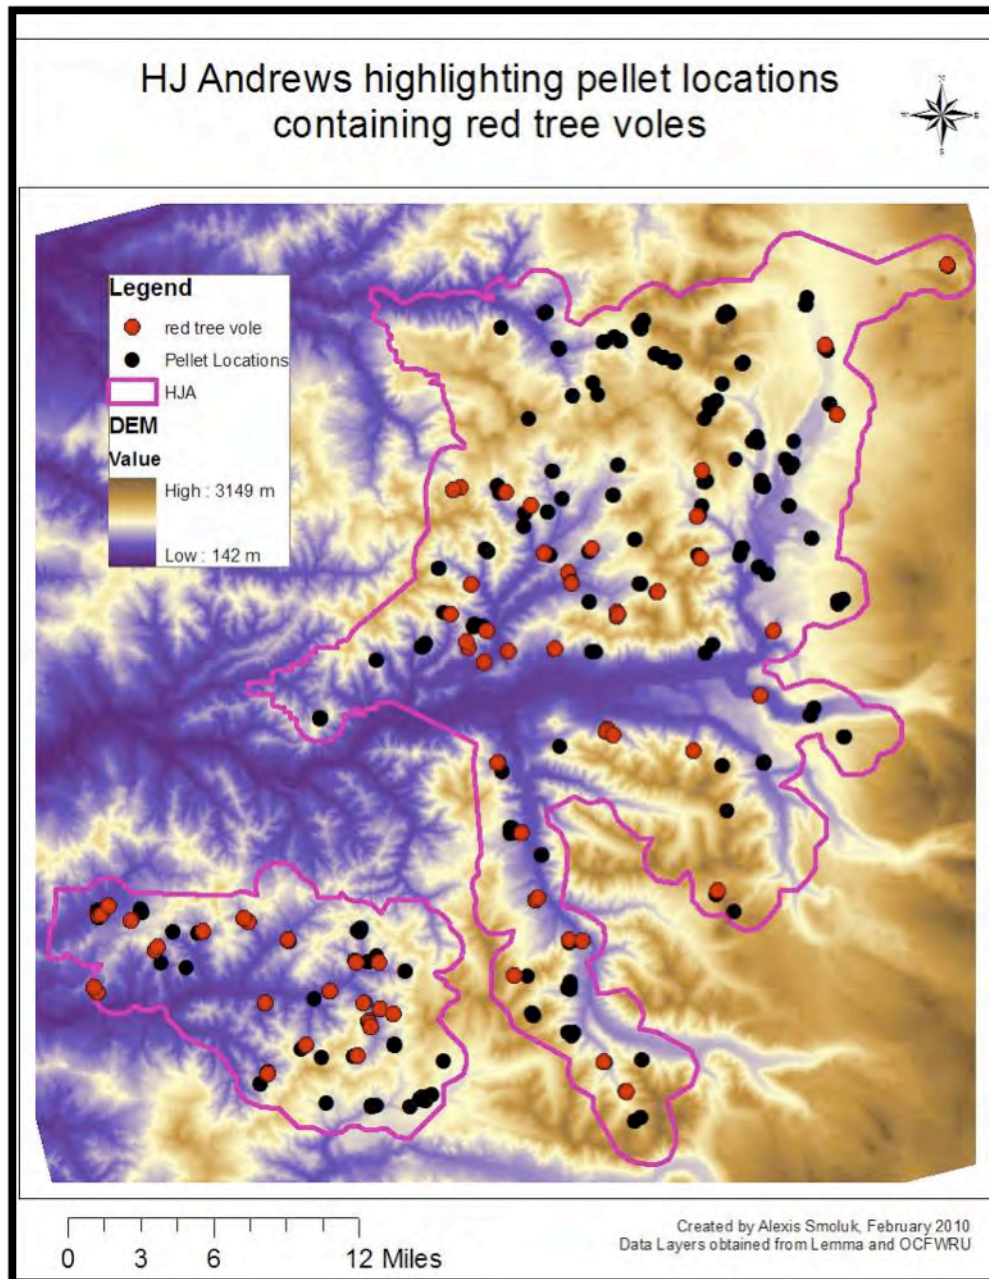 HJ Andrews highlighting pellet locations
containing red tree voles
Legend
red tree vole
Pellet Locations
HJA
DEM
Value
High : 3149 m
Low : 142 m
0 3 6 12 Miles
Created by Alexis Smoluk, February 2010
Data Layers obtained from Lemma and OCFWRU